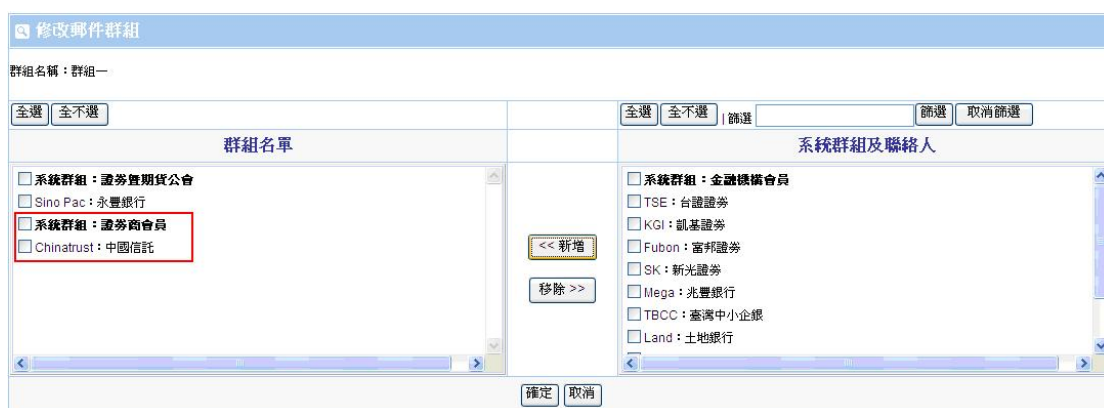 修改郵件群組
群組名稱：群組一
全選 全不選
全選 全不選 | 篩選 篩選 取消篩選
群組名單
系統群組及聯絡人
系統群組：證券暨期貨公會
Sino Pac：永豐銀行
系統群組：證券商會員
Chinatrust：中國信託
<< 新增
移除 >>
系統群組：金融機構會員
TSE：台證證券
KGI：凱基證券
Fubon：富邦證券
SK：新光證券
Mega：兆豐銀行
TBCC：臺灣中小企銀
Land：土地銀行
確定 取消